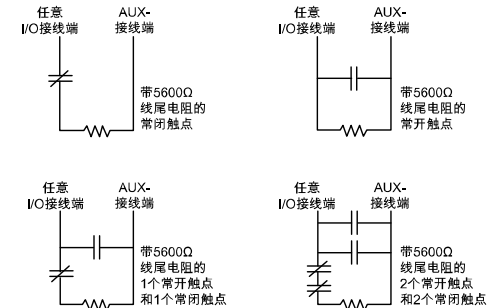 任意
I/O接线端
AUX-
接线端
带5600Ω
线尾电阻的
常闭触点
任意
I/O接线端
AUX-
接线端
带5600Ω
线尾电阻的
常开触点
任意
I/O接线端
AUX-
接线端
带5600Ω
线尾电阻的
1个常开触点
和1个常闭触点
任意
I/O接线端
AUX-
接线端
带5600Ω
线尾电阻的
2个常开触点
和2个常闭触点